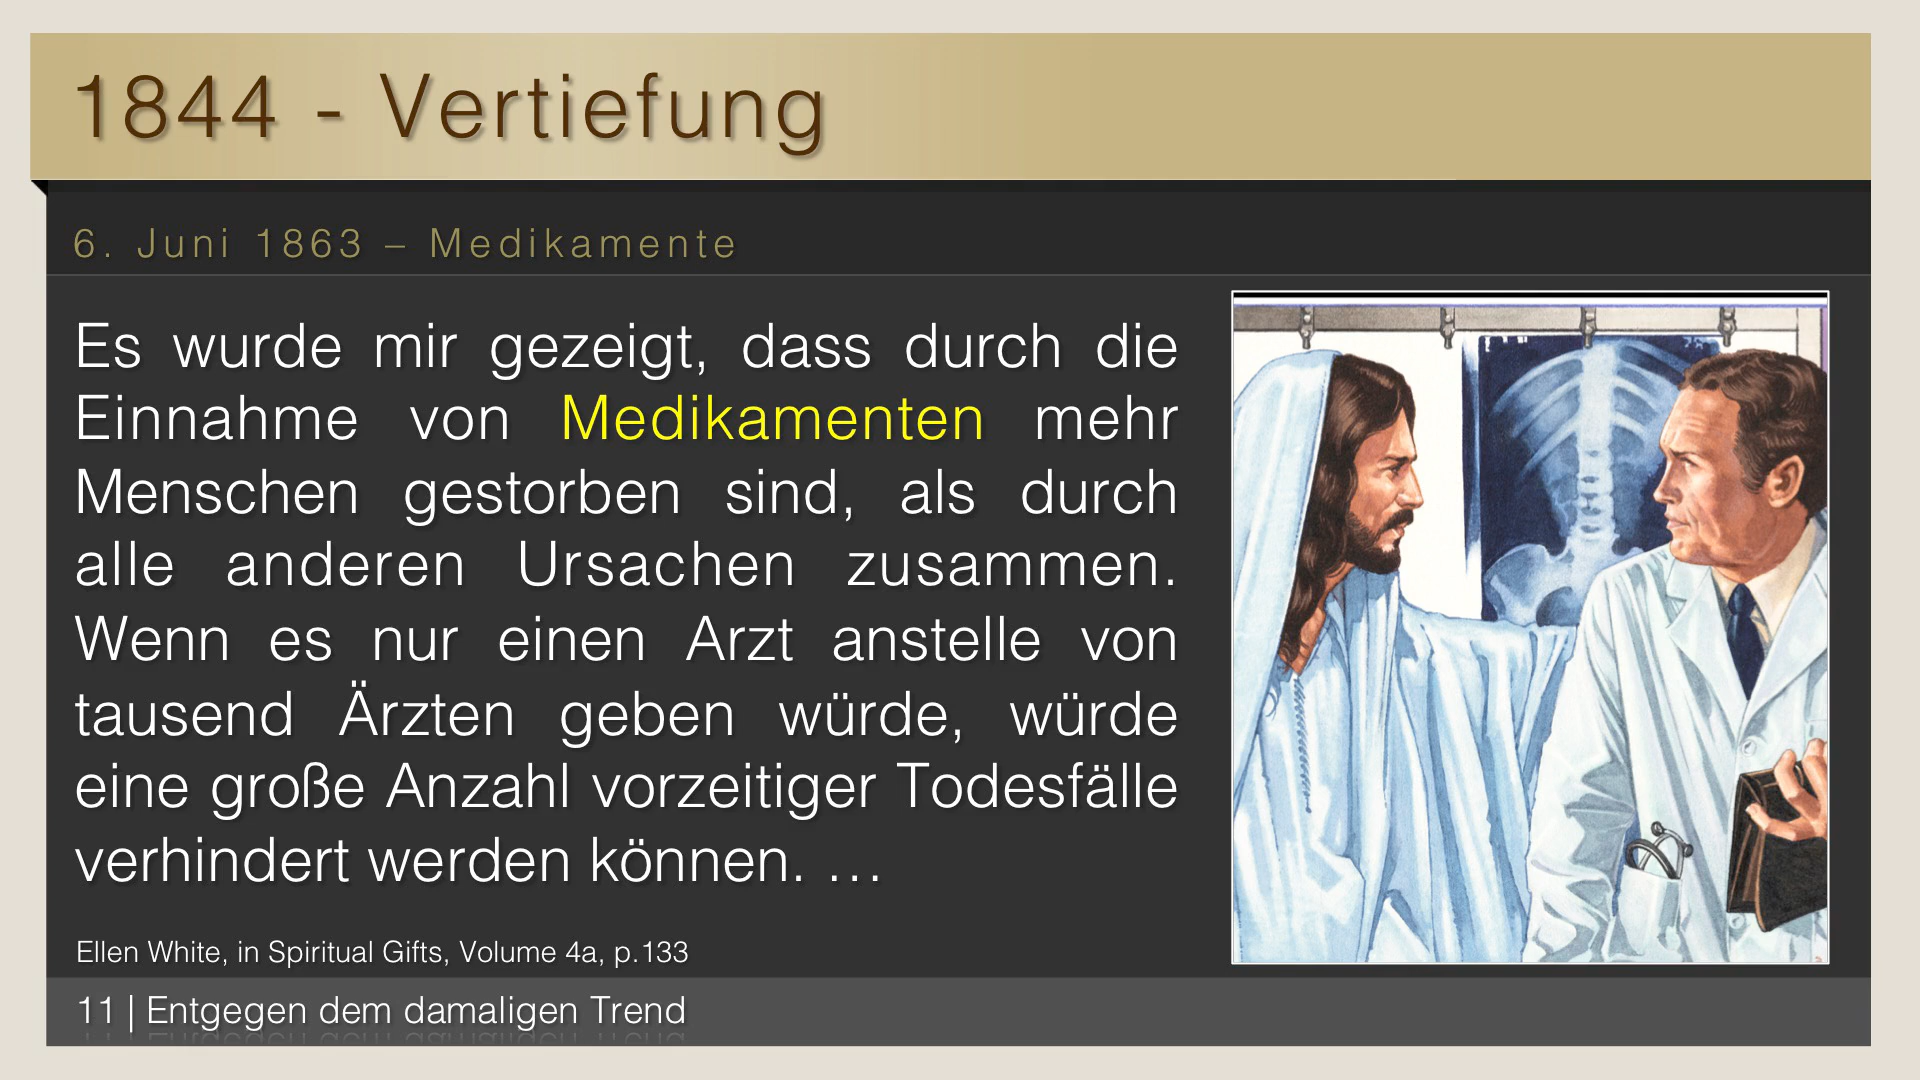 1844 - Vertiefung
6. Juni 1863 – Medikamente
Es wurde mir gezeigt, dass durch die
Einnahme von Medikamenten mehr
Menschen gestorben sind, als durch
alle anderen Ursachen zusammen.
Wenn es nur einen Arzt anstelle von
tausend Ärzten geben würde, würde
eine große Anzahl vorzeitiger Todesfälle
verhindert werden können. …
Ellen White, in Spiritual Gifts, Volume 4a, p.133
11 | Entgegen dem damaligen Trend